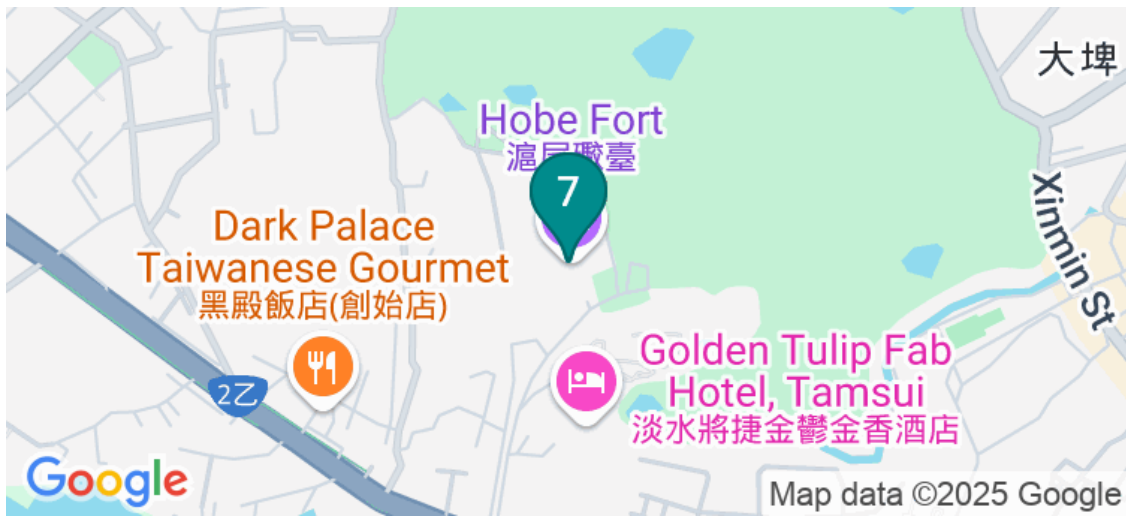 大埤
Hobe Fort
滬尾礮臺
7
Xinmin St
Dark Palace
Taiwanese Gourmet
黑殿飯店(創始店)
Golden Tulip Fab
Hotel, Tamsui
淡水將捷金鬱金香酒店
2乙
Google
Map data ©2025 Google